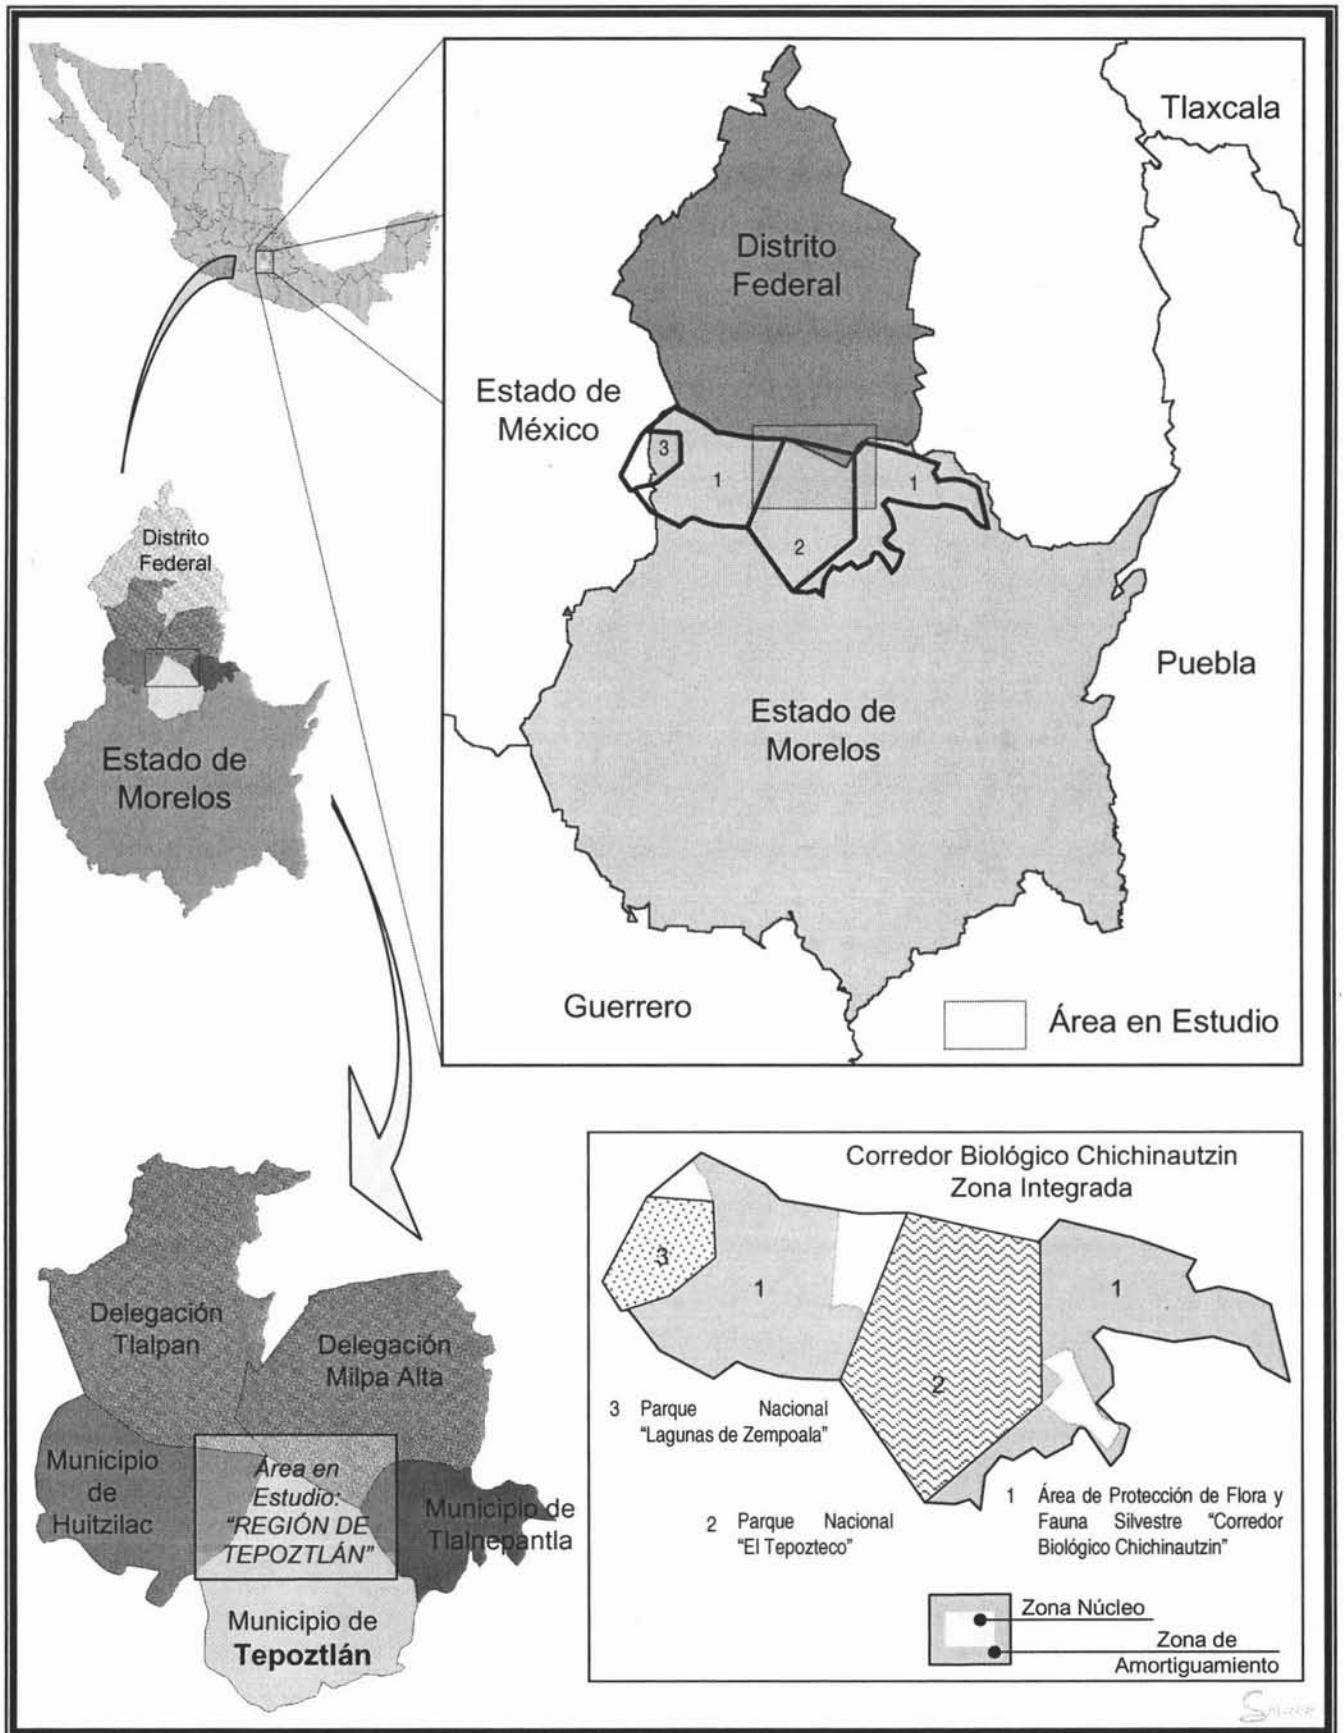 Tlaxcala
Distrito
Federal
Estado de
México
3
1
1
2
Puebla
Estado de
Morelos
Guerrero
Área en Estudio
Distrito
Federal
Estado de
Morelos
Delegación
Tlalpan
Delegación
Milpa Alta
Municipio
de
Huitzilac
Área en
Estudio:
"REGIÓN DE
TEPOZTLÁN"
Municipio de
Tlalnepantla
Municipio de
Tepoztlán
Corredor Biológico Chichinautzin
Zona Integrada
3
1
1
2
3 Parque Nacional
"Lagunas de Zempoala"
2 Parque Nacional
"El Tepozteco"
1 Área de Protección de Flora y
Fauna Silvestre "Corredor
Biológico Chichinautzin"
Zona Núcleo
Zona de
Amortiguamiento